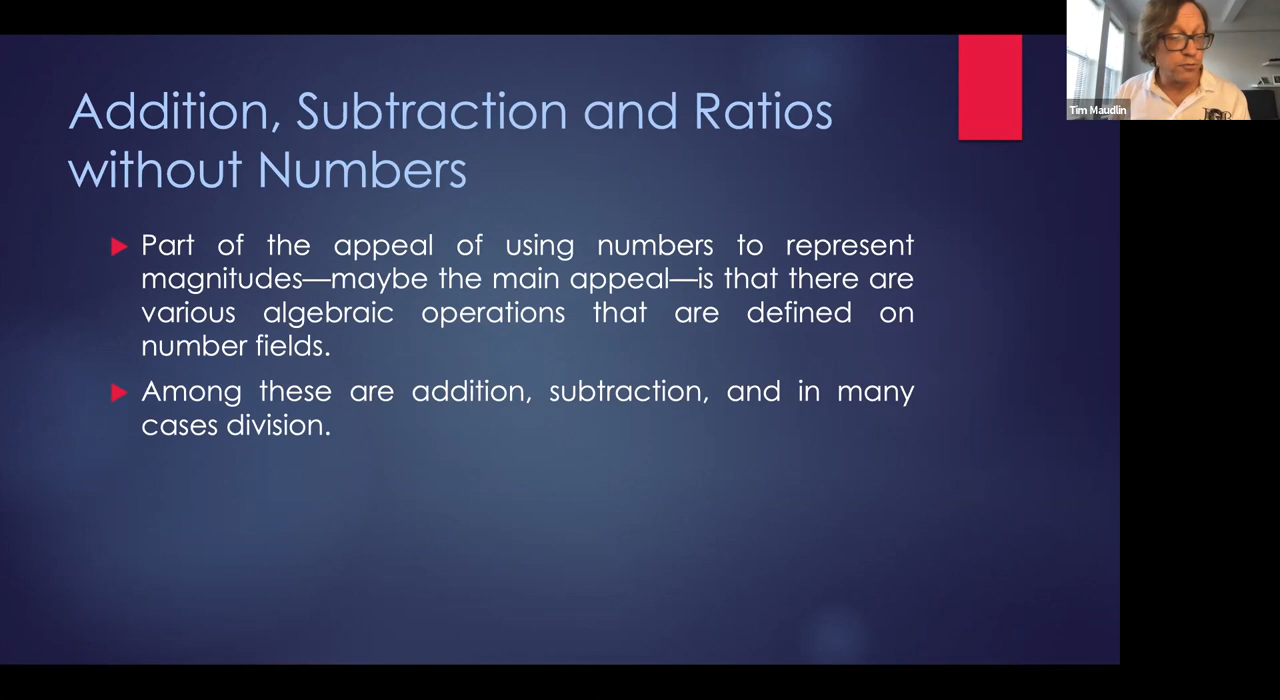 Addition, Subtraction and Ratios
without Numbers
Part of the appeal of using numbers to represent
magnitudes—maybe the main appeal—is that there are
various algebraic operations that are defined on
number fields.
Among these are addition, subtraction, and in many
cases division.
Tim Maudlin